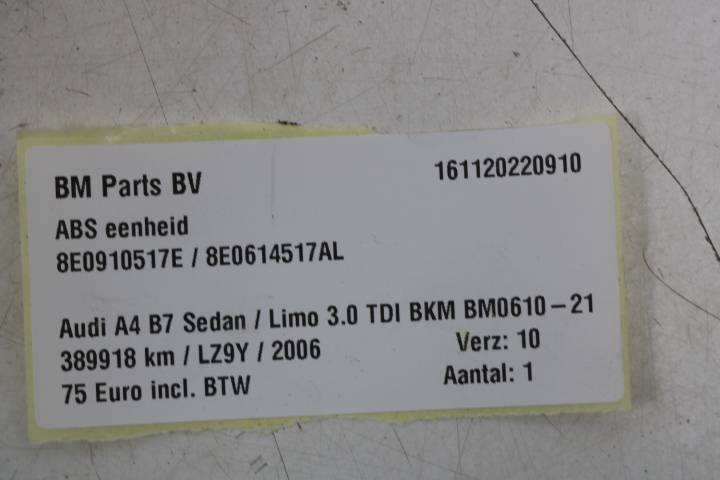 BM Parts BV 161120220910
ABS eenheid
8E0910517E / 8E0614517AL
Audi A4 B7 Sedan / Limo 3.0 TDI BKM BM0610-21
389918 km / LZ9Y / 2006 Verz: 10
75 Euro incl. BTW Aantal: 1